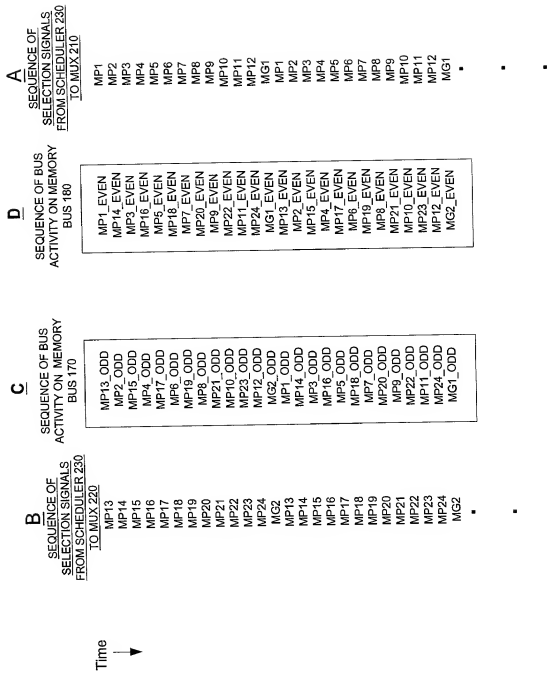 Time
B
SEQUENCE OF
SELECTION SIGNALS
FROM SCHEDULER 230
TO MUX 220
MP13
MP14
MP15
MP16
MP17
MP18
MP19
MP20
MP21
MP22
MP23
MP24
MG2
MP13
MP14
MP15
MP16
MP17
MP18
MP19
MP20
MP21
MP22
MP23
MP24
MG2
C
SEQUENCE OF BUS
ACTIVITY ON MEMORY
BUS 170
MP13_ODD
MP2_ODD
MP15_ODD
MP4_ODD
MP17_ODD
MP6_ODD
MP19_ODD
MP8_ODD
MP21_ODD
MP10_ODD
MP23_ODD
MP12_ODD
MG2_ODD
MP1_ODD
MP14_ODD
MP3_ODD
MP16_ODD
MP5_ODD
MP18_ODD
MP7_ODD
MP20_ODD
MP9_ODD
MP22_ODD
MP11_ODD
MP24_ODD
MG1_ODD
D
SEQUENCE OF BUS
ACTIVITY ON MEMORY
BUS 160
MP1_EVEN
MP14_EVEN
MP3_EVEN
MP16_EVEN
MP5_EVEN
MP18_EVEN
MP7_EVEN
MP20_EVEN
MP9_EVEN
MP22_EVEN
MP11_EVEN
MP24_EVEN
MG1_EVEN
MP13_EVEN
MP2_EVEN
MP15_EVEN
MP4_EVEN
MP17_EVEN
MP6_EVEN
MP19_EVEN
MP8_EVEN
MP21_EVEN
MP10_EVEN
MP23_EVEN
MP12_EVEN
MG2_EVEN
A
SEQUENCE OF
SELECTION SIGNALS
FROM SCHEDULER 230
TO MUX 210
MP1
MP2
MP3
MP4
MP5
MP6
MP7
MP8
MP9
MP10
MP11
MP12
MG1
MP1
MP2
MP3
MP4
MP5
MP6
MP7
MP8
MP9
MP10
MP11
MP12
MG1